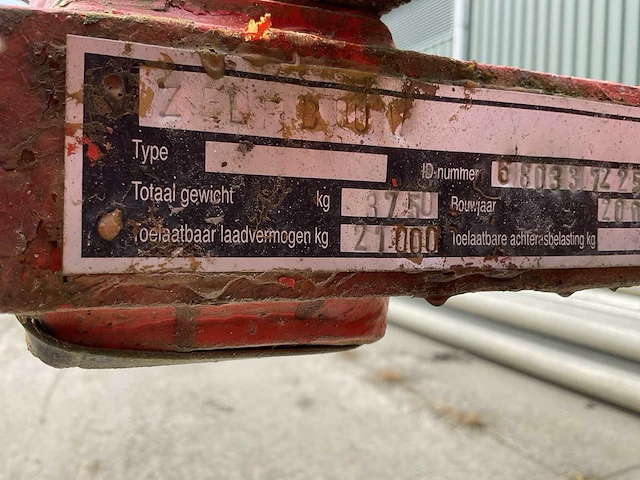 ZELFBOUW
Type ID-nummer
Totaal gewicht kg 3750 Bouwjaar
Toelaatbaar laadvermogen kg 21000 Toelaatbare achterasbelasting kg